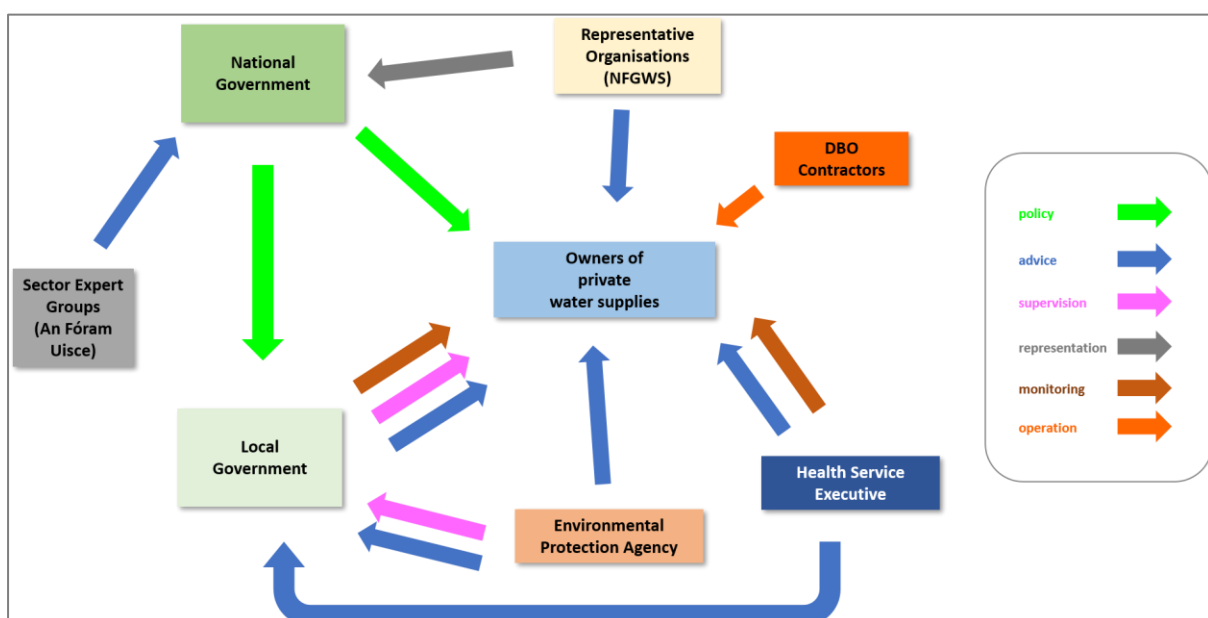 National
Government
Representative
Organisations
(NFGWS)
DBO
Contractors
Sector Expert
Groups
(An Fóram
Uisce)
Owners of
private
water supplies
Local
Government
Environmental
Protection Agency
Health Service
Executive
policy
advice
supervision
representation
monitoring
operation